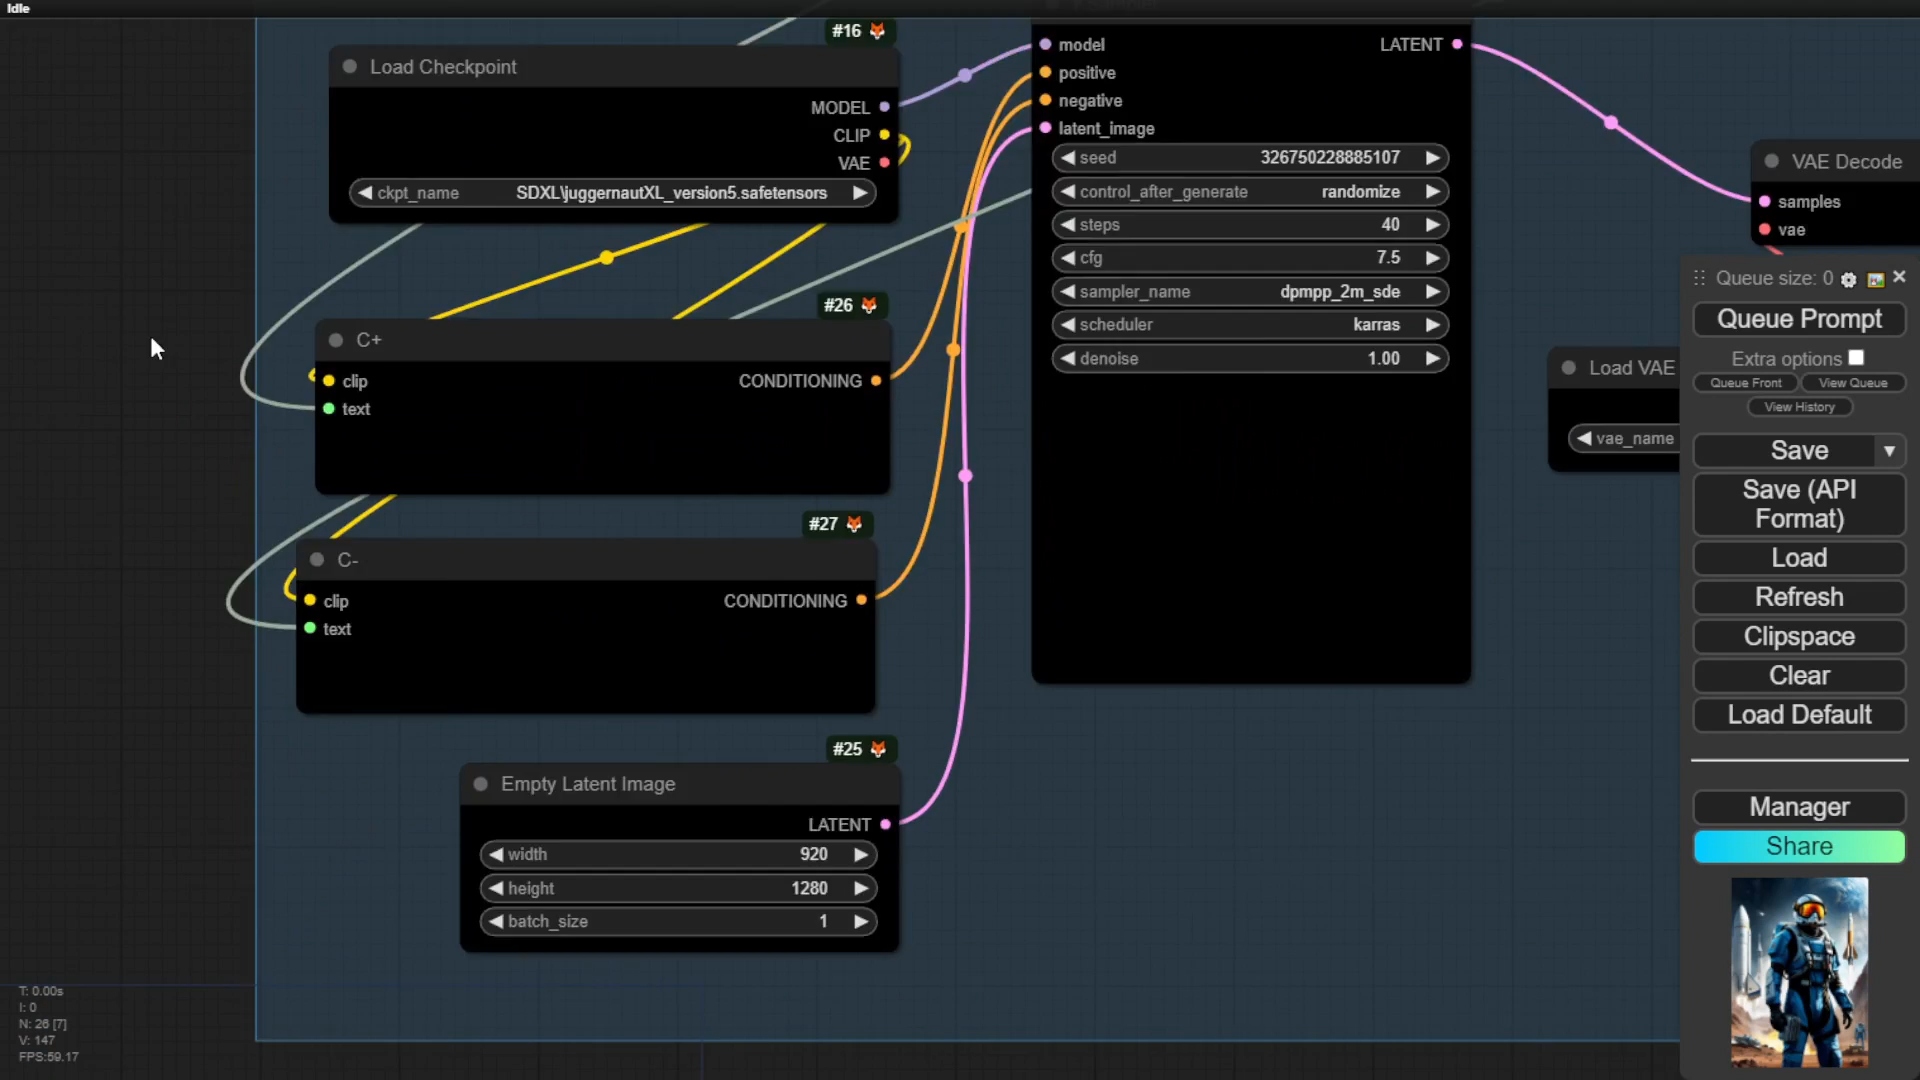 Idle
#16
Load Checkpoint
MODEL
CLIP
VAE
ckpt_name SDXL\juggernautXL_version5.safetensors
#26
C+
clip CONDITIONING
text
#27
C-
clip CONDITIONING
text
#25
Empty Latent Image
LATENT
width 920
height 1280
batch_size 1
model LATENT
positive
negative
latent_image
seed 326750228885107
control_after_generate randomize
steps 40
cfg 7.5
sampler_name dpmpp_2m_sde
scheduler karras
denoise 1.00
VAE Decode
samples
vae
Load VAE
vae_name
Queue size: 0
Queue Prompt
Extra options
Queue Front View Queue
View History
Save
Save (API
Format)
Load
Refresh
Clipspace
Clear
Load Default
Manager
Share
T: 0.00s
I: 0
N: 26 [7]
V: 147
FPS:59.17